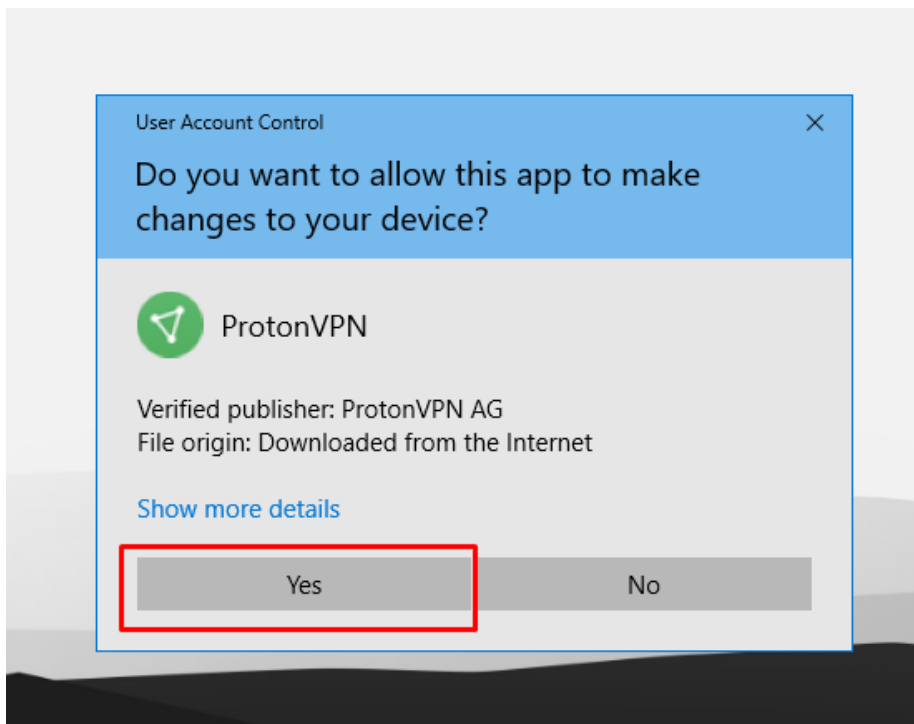 User Account Control
Do you want to allow this app to make
changes to your device?
ProtonVPN
Verified publisher: ProtonVPN AG
File origin: Downloaded from the Internet
Show more details
Yes
No